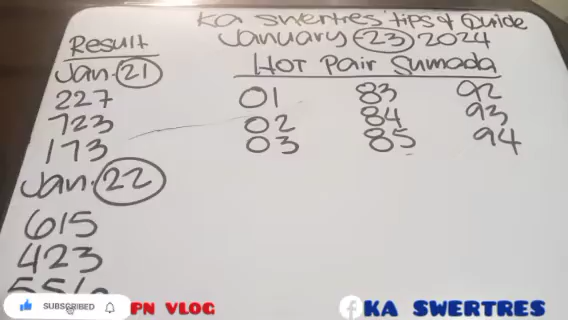 Ka Swertres' tips & Guide
January 23 2024
Result
Jan. 21
227
723
173
Jan. 22
615
423
Hot Pair Sumada
01 83 92
02 84 93
03 85 94
SUBSCRIBED
PN VLOG
KA SWERTRES